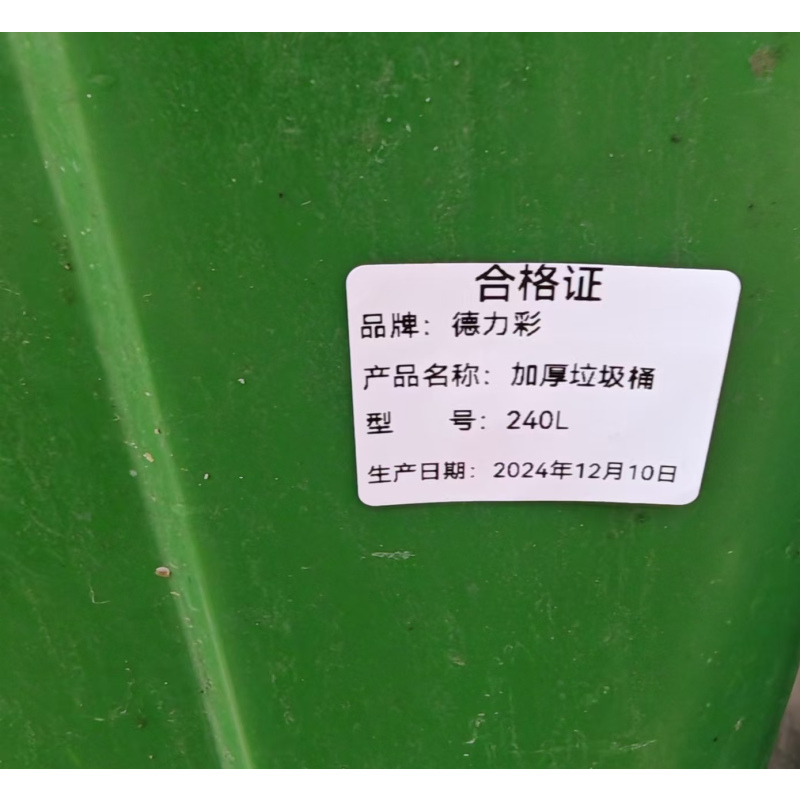 合格证
品牌：德力彩
产品名称：加厚垃圾桶
型　　号：240L
生产日期：2024年12月10日